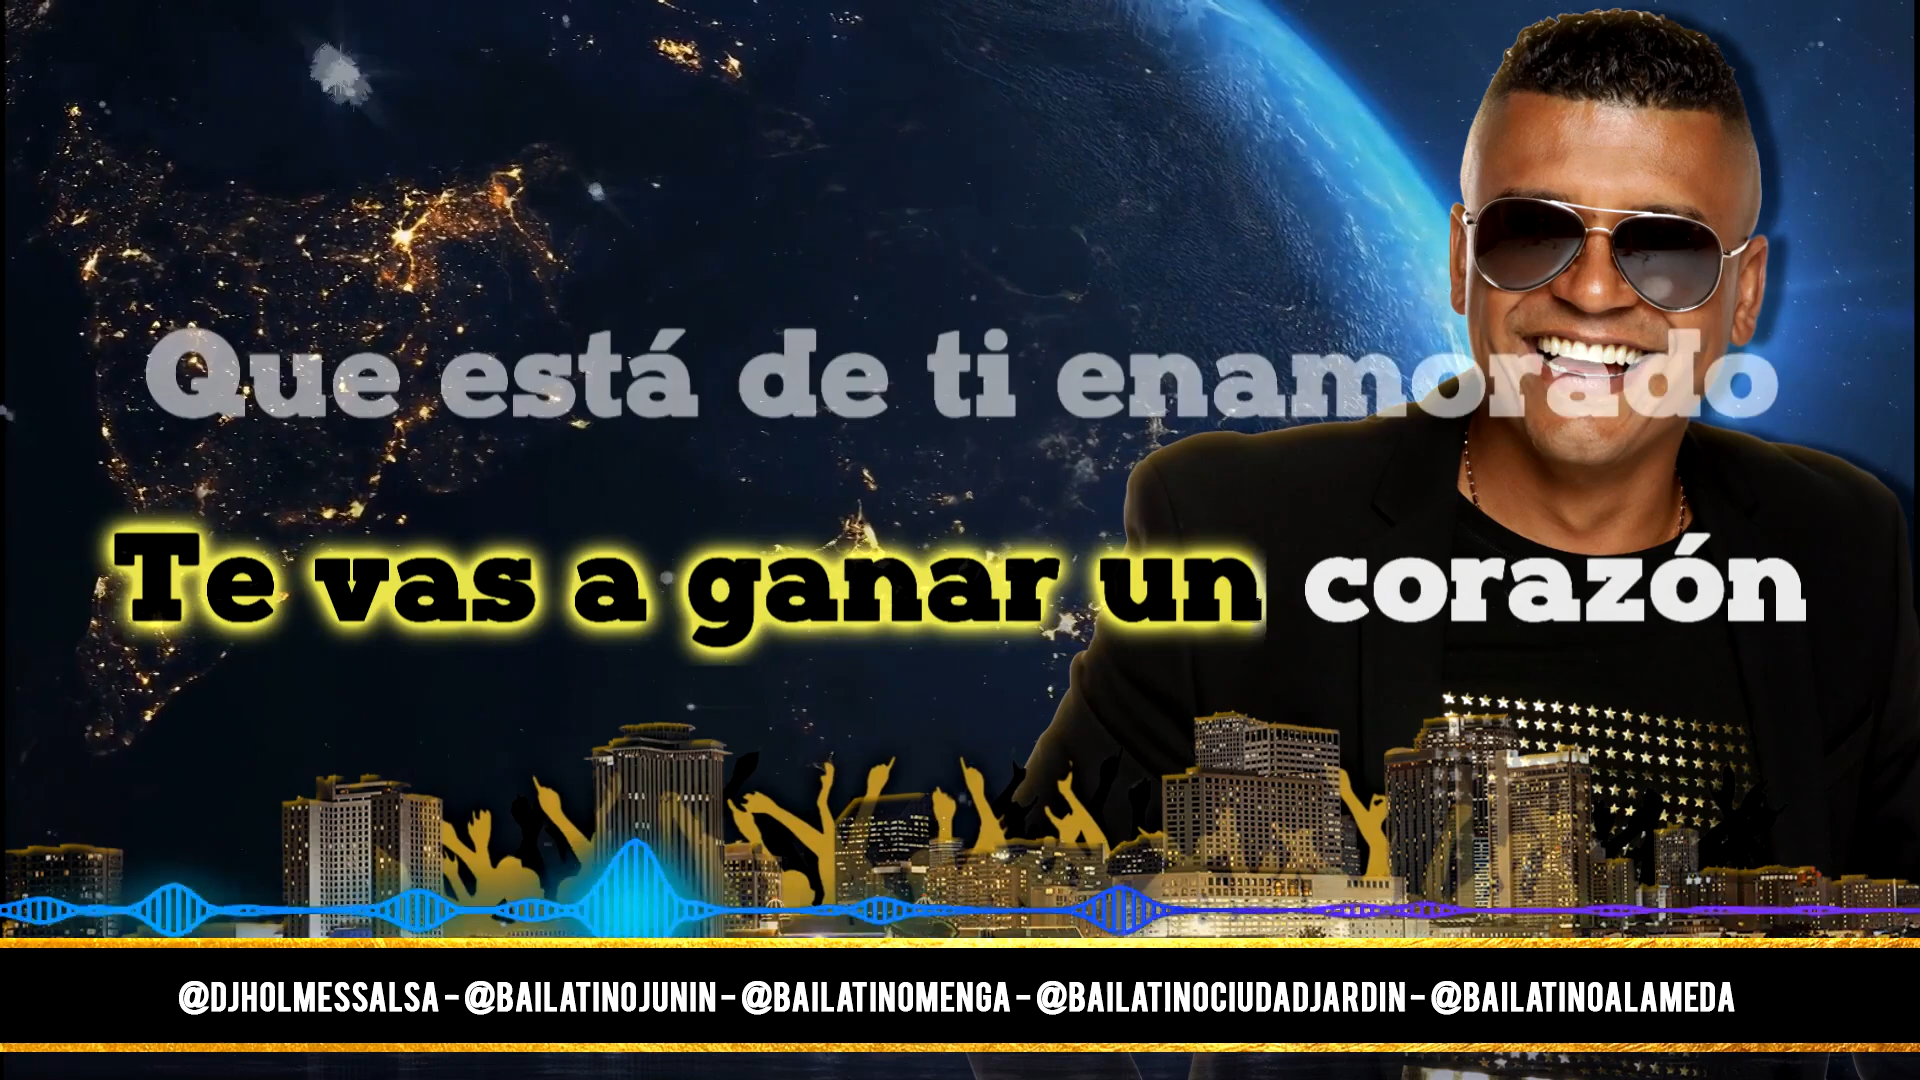 Que está de ti enamorado
Te vas a ganar un corazón
@DJHOLMESSALSA - @BAILATINOJUNIN - @BAILATINOMENGA - @BAILATINOCIUDADJARDIN - @BAILATINOALAMEDA